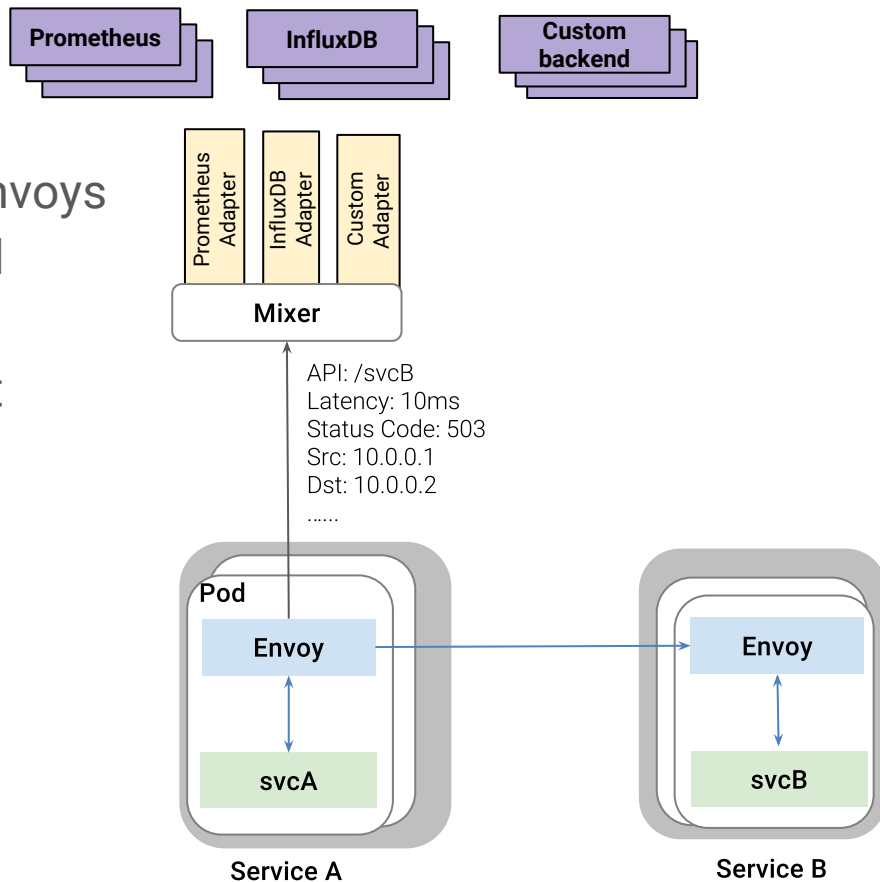 Prometheus
InfluxDB
Custom
backend
Prometheus
Adapter
InfluxDB
Adapter
Custom
Adapter
Mixer
API: /svcB
Latency: 10ms
Status Code: 503
Src: 10.0.0.1
Dst: 10.0.0.2
......
Pod
Envoy
svcA
Service A
Envoy
svcB
Service B